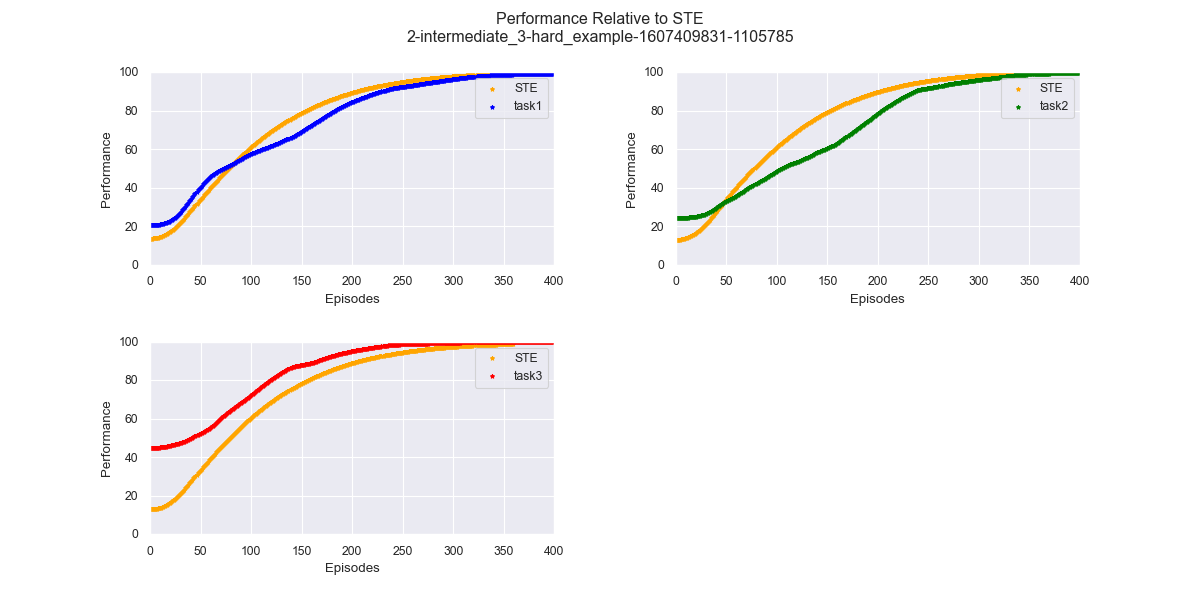 Performance Relative to STE
2-intermediate_3-hard_example-1607409831-1105785
100
80
60
40
20
0
Performance
0 50 100 150 200 250 300 350 400
Episodes
STE
task1
100
80
60
40
20
0
Performance
0 50 100 150 200 250 300 350 400
Episodes
STE
task2
100
80
60
40
20
0
Performance
0 50 100 150 200 250 300 350 400
Episodes
STE
task3